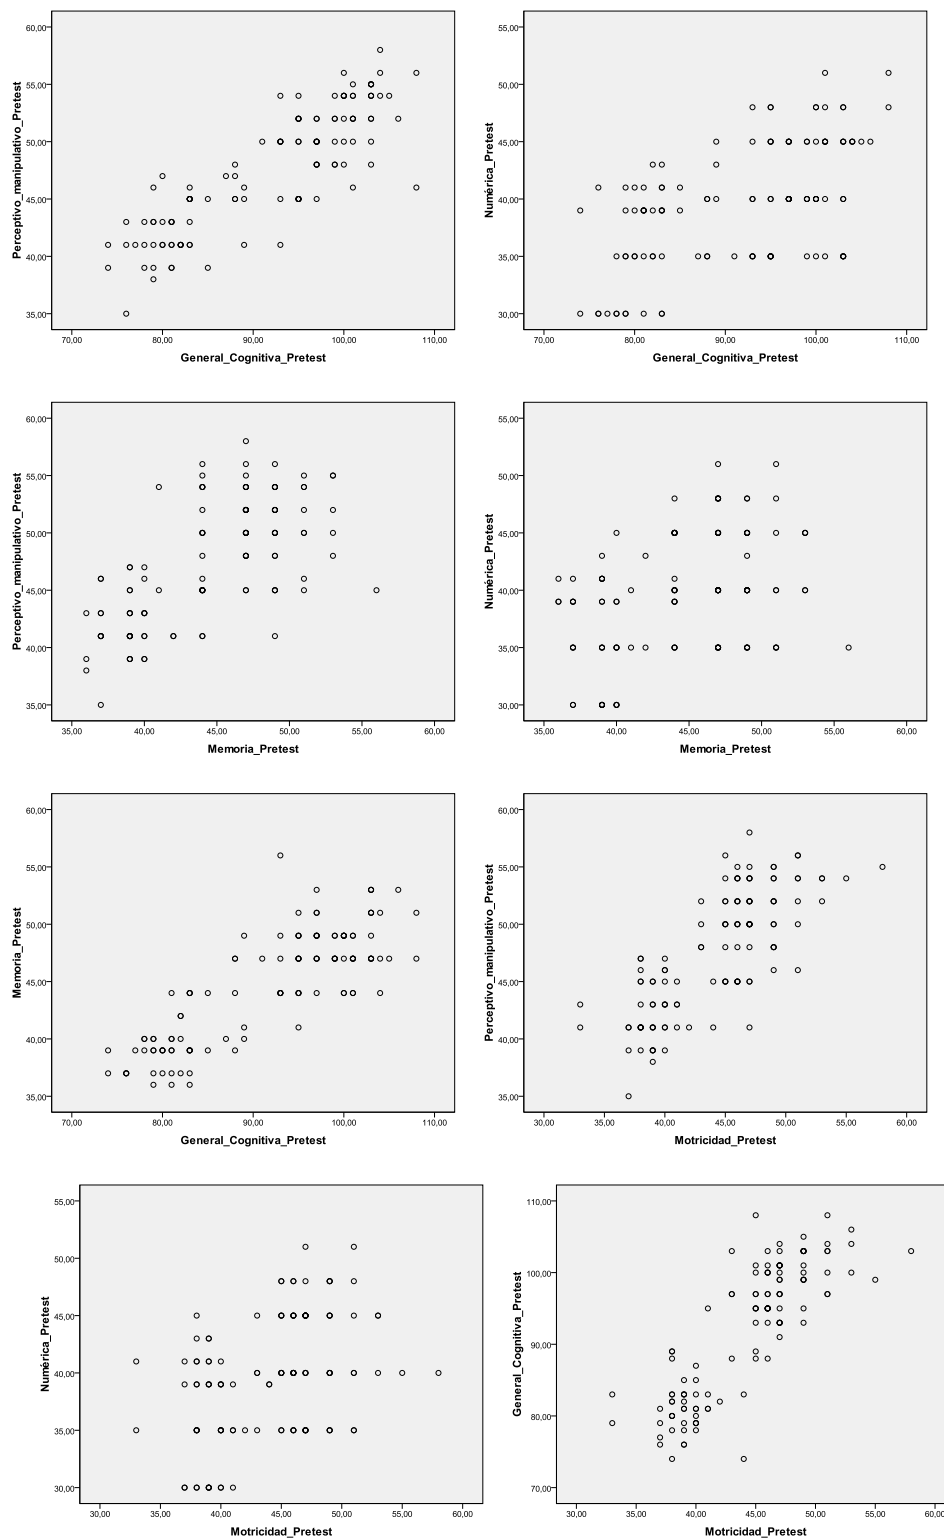 60,00
55,00
50,00
45,00
40,00
35,00
Perceptivo_manipulativo_Pretest
70,00 80,00 90,00 100,00 110,00
General_Cognitiva_Pretest
55,00
50,00
45,00
40,00
35,00
30,00
Numérica_Pretest
70,00 80,00 90,00 100,00 110,00
General_Cognitiva_Pretest
60,00
55,00
50,00
45,00
40,00
35,00
Perceptivo_manipulativo_Pretest
35,00 40,00 45,00 50,00 55,00 60,00
Memoria_Pretest
55,00
50,00
45,00
40,00
35,00
30,00
Numérica_Pretest
35,00 40,00 45,00 50,00 55,00 60,00
Memoria_Pretest
60,00
55,00
50,00
45,00
40,00
35,00
Memoria_Pretest
70,00 80,00 90,00 100,00 110,00
General_Cognitiva_Pretest
60,00
55,00
50,00
45,00
40,00
35,00
Perceptivo_manipulativo_Pretest
30,00 35,00 40,00 45,00 50,00 55,00 60,00
Motricidad_Pretest
55,00
50,00
45,00
40,00
35,00
30,00
Numérica_Pretest
30,00 35,00 40,00 45,00 50,00 55,00 60,00
Motricidad_Pretest
110,00
100,00
90,00
80,00
70,00
General_Cognitiva_Pretest
30,00 35,00 40,00 45,00 50,00 55,00 60,00
Motricidad_Pretest